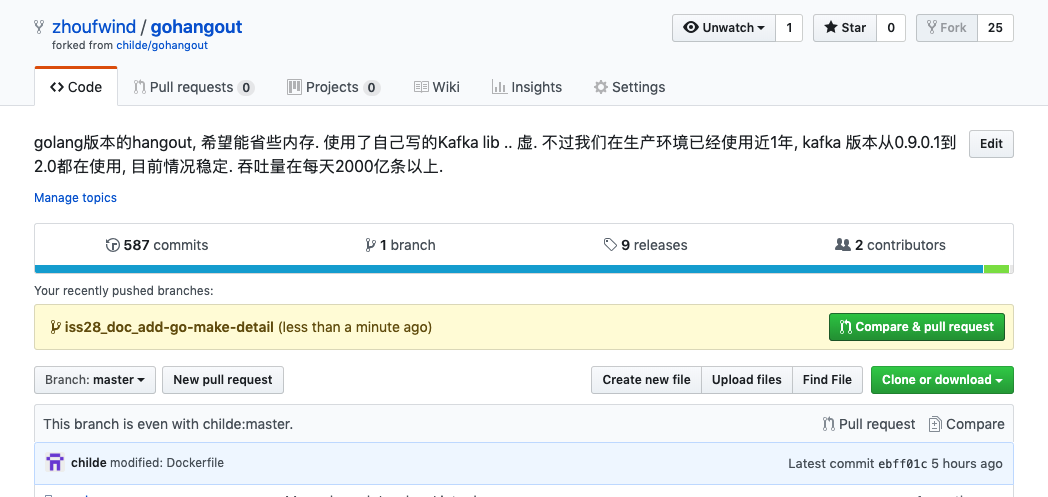 zhoufwind / gohangout
Unwatch 1 Star 0 Fork 25
forked from childe/gohangout
Code Pull requests 0 Projects 0 Wiki Insights Settings
golang版本的hangout, 希望能省些内存. 使用了自己写的Kafka lib .. 虚. 不过我们在生产环境已经使用近1年, kafka 版本从0.9.0.1到
2.0都在使用, 目前情况稳定. 吞吐量在每天2000亿条以上.
Edit
Manage topics
587 commits 1 branch 9 releases 2 contributors
Your recently pushed branches:
iss28_doc_add-go-make-detail (less than a minute ago) Compare & pull request
Branch: master New pull request Create new file Upload files Find File Clone or download
This branch is even with childe:master. Pull request Compare
childe modified: Dockerfile Latest commit ebff01c 5 hours ago